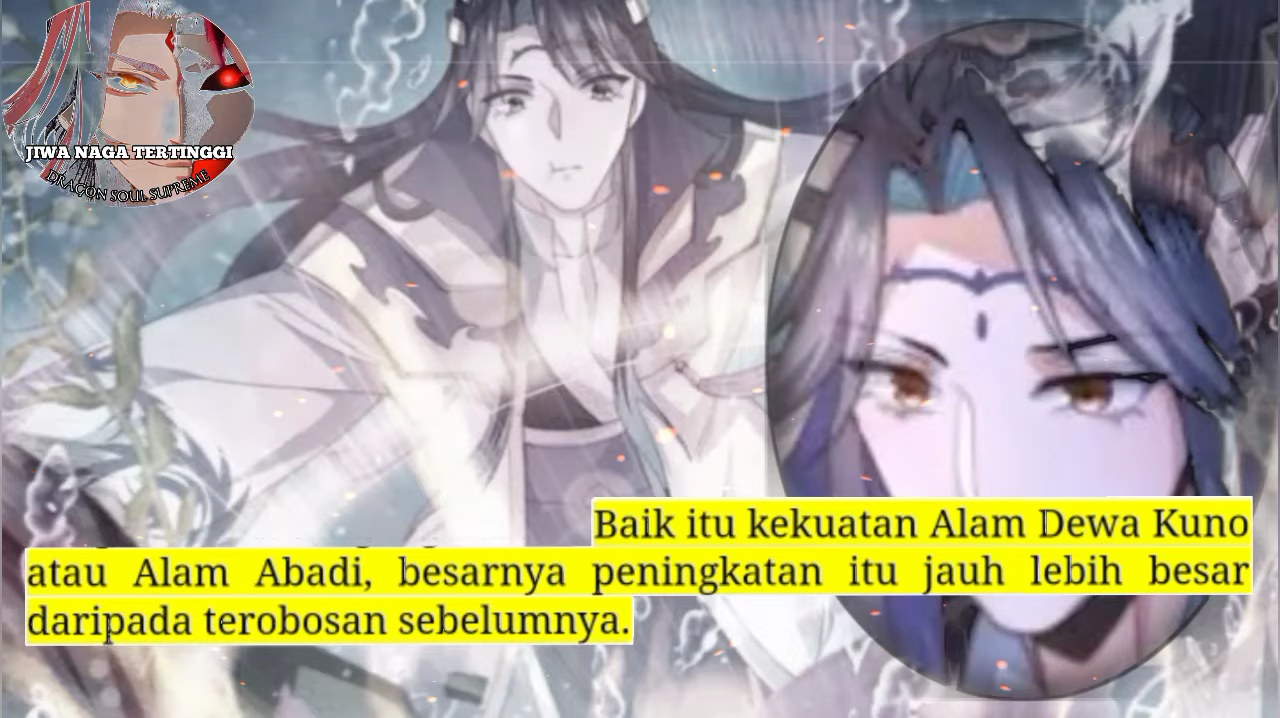 JIWA NAGA TERTINGGI
DRAGON SOUL SUPREME
Baik itu kekuatan Alam Dewa Kuno
atau Alam Abadi, besarnya peningkatan itu jauh lebih besar
daripada terobosan sebelumnya.